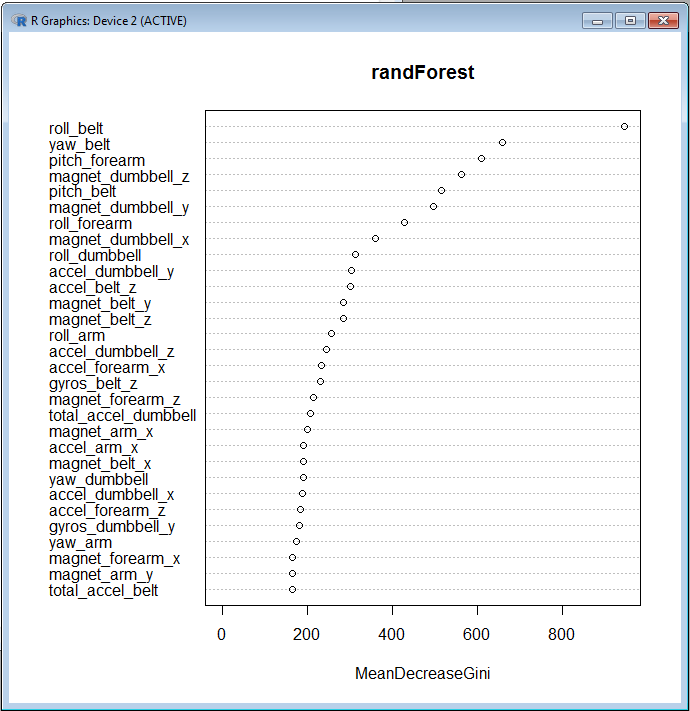 R Graphics: Device 2 (ACTIVE)
randForest
roll_belt
yaw_belt
pitch_forearm
magnet_dumbbell_z
pitch_belt
magnet_dumbbell_y
roll_forearm
magnet_dumbbell_x
roll_dumbbell
accel_dumbbell_y
accel_belt_z
magnet_belt_y
magnet_belt_z
roll_arm
accel_dumbbell_z
accel_forearm_x
gyros_belt_z
magnet_forearm_z
total_accel_dumbbell
magnet_arm_x
accel_arm_x
magnet_belt_x
yaw_dumbbell
accel_dumbbell_x
accel_forearm_z
gyros_dumbbell_y
yaw_arm
magnet_forearm_x
magnet_arm_y
total_accel_belt
0 200 400 600 800
MeanDecreaseGini